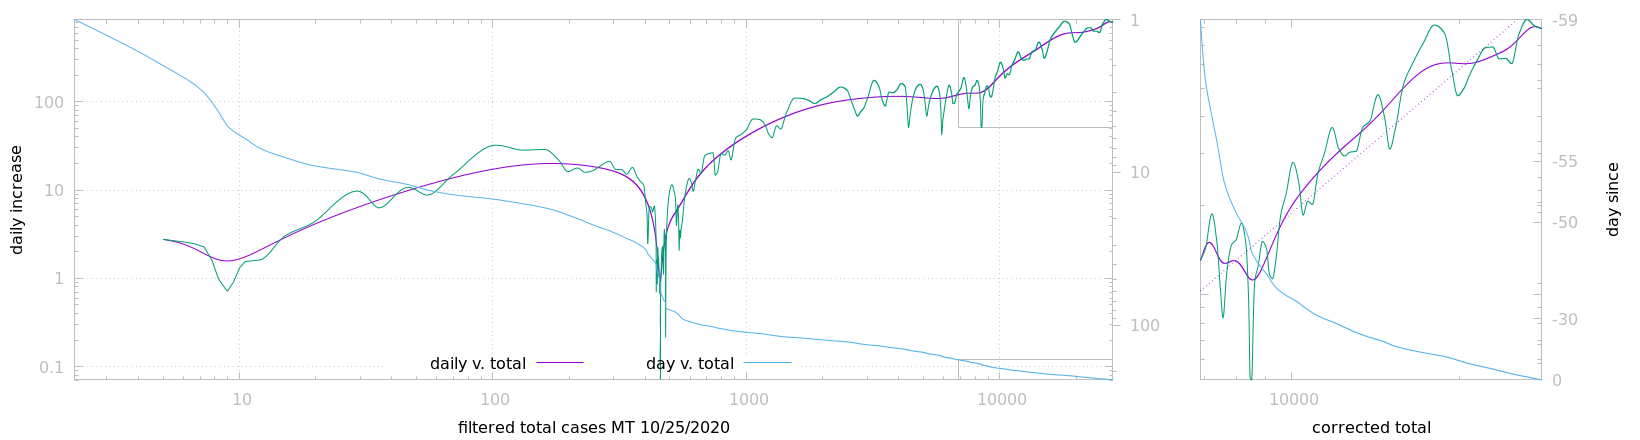 daily increase
100
10
1
0.1
10
100
1000
10000
daily v. total
day v. total
1
10
100
filtered total cases MT 10/25/2020
-59
-55
-50
-30
0
10000
day since
corrected total